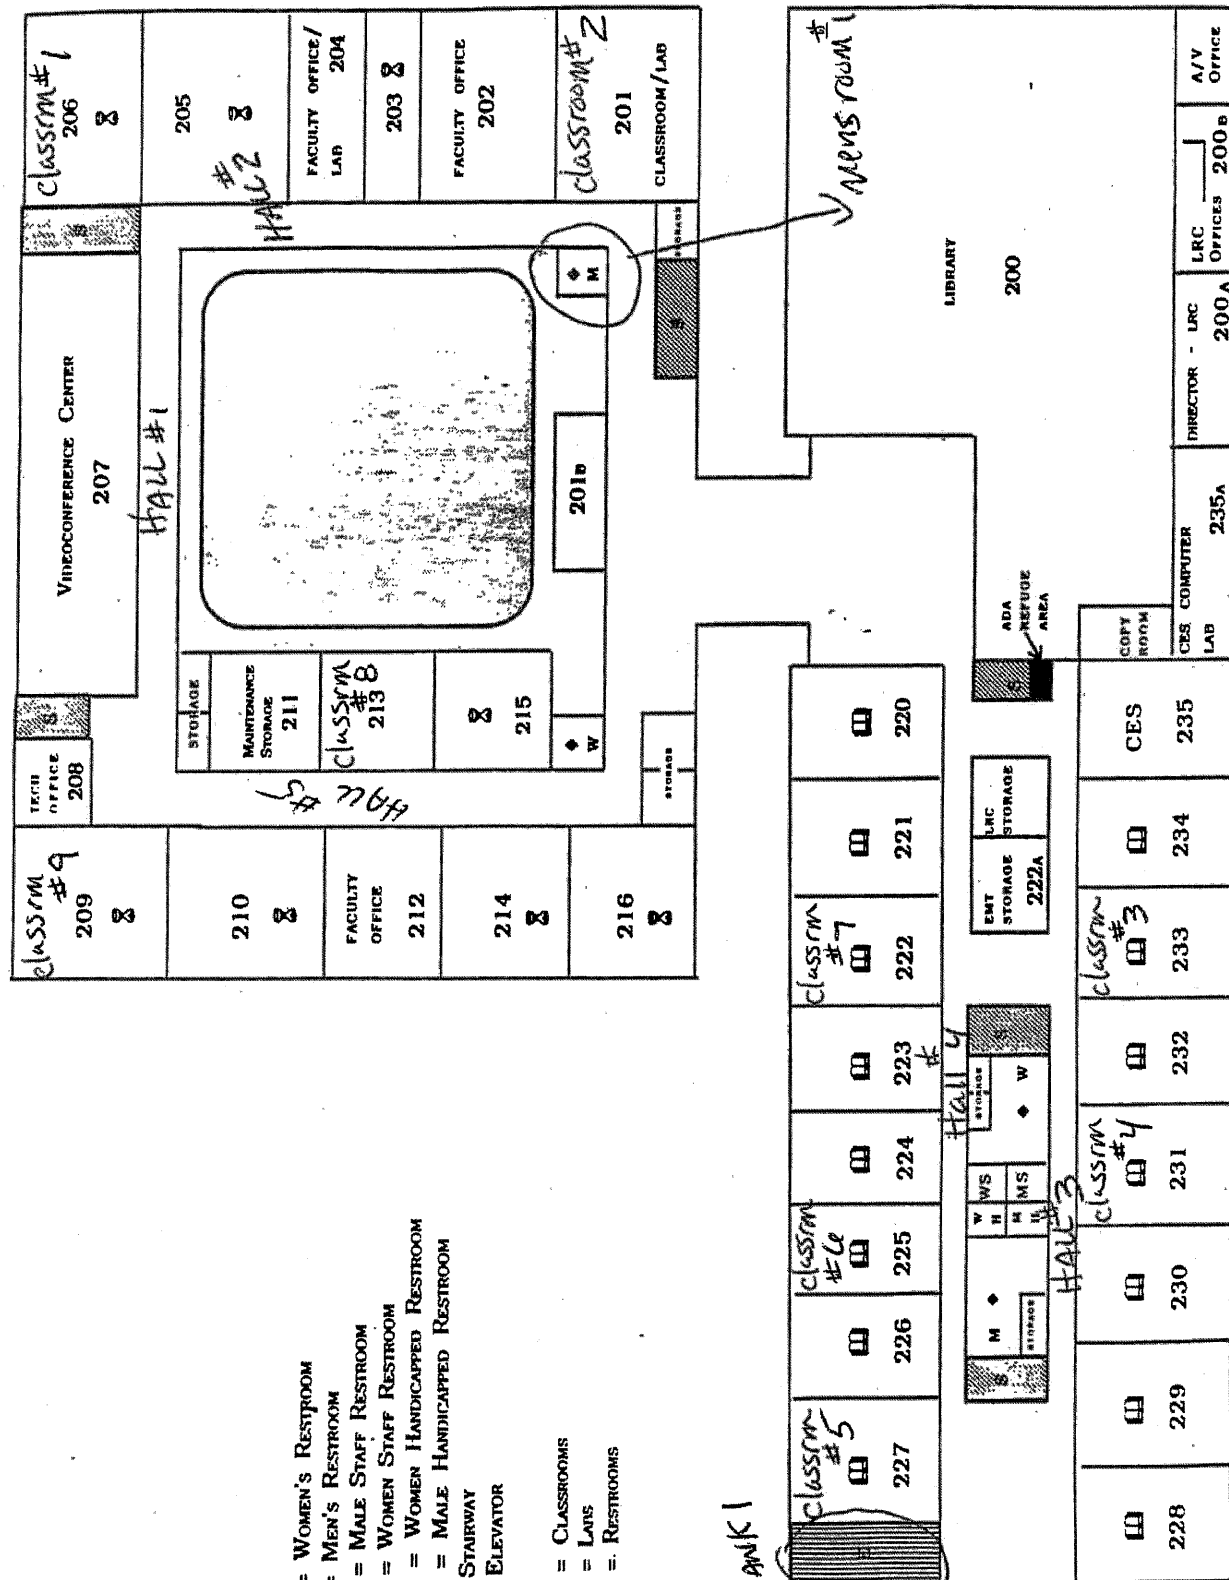 classrm #1
206
205
HALL #2
FACULTY OFFICE/
LAB 204
203
FACULTY OFFICE
202
classroom #2
201
CLASSROOM/LAB
S
VIDEOCONFERENCE CENTER
207
HALL #1
S
TECH
OFFICE
208
STORAGE
MAINTENANCE
STORAGE
211
classrm
#8
213
215
W
HALL #5
M
201B
STORAGE
S
STORAGE
classrm
#9
209
210
FACULTY
OFFICE
212
214
216
mens room #1
LIBRARY
200
A/V
OFFICE
LRC
OFFICES 200B
DIRECTOR - LRC
200A
CES COMPUTER
LAB 235A
ADA
REFUGE
AREA
S
COPY
ROOM
CES
235
220
221
classrm
#7
222
223
224
classrm
#6
225
226
classrm
#5
227
S
Hall #4
LRC
STORAGE
EMT
STORAGE
222A
S
STORAGE
W
WS
MS
W
H
M
H
M
STORAGE
S
HALL #3
234
classrm
#3
233
232
classrm
#4
231
230
229
228
= WOMEN'S RESTROOM
= MEN'S RESTROOM
= MALE STAFF RESTROOM
= WOMEN STAFF RESTROOM
= WOMEN HANDICAPPED RESTROOM
= MALE HANDICAPPED RESTROOM
STAIRWAY
ELEVATOR
= CLASSROOMS
= LABS
= RESTROOMS